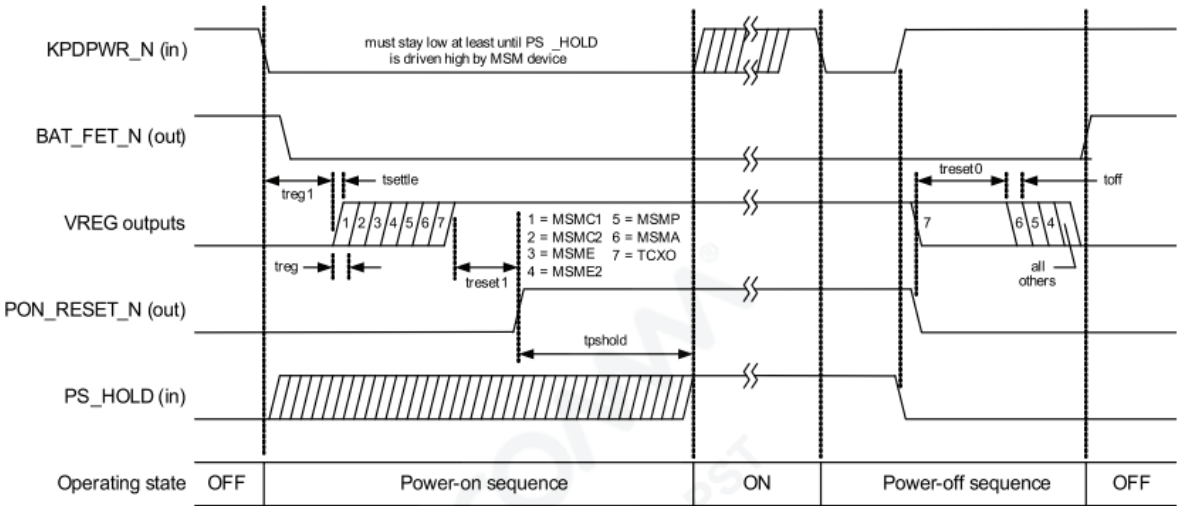 KPDPWR_N (in)
must stay low at least until PS _HOLD
is driven high by MSM device
BAT_FET_N (out)
treg1
tsettle
treset0
toff
VREG outputs
1 2 3 4 5 6 7
1 = MSMC1 5 = MSMP
2 = MSMC2 6 = MSMA
3 = MSME 7 = TCXO
4 = MSME2
7
6 5 4
treg
treset1
all
others
PON_RESET_N (out)
tpshold
PS_HOLD (in)
Operating state OFF Power-on sequence ON Power-off sequence OFF